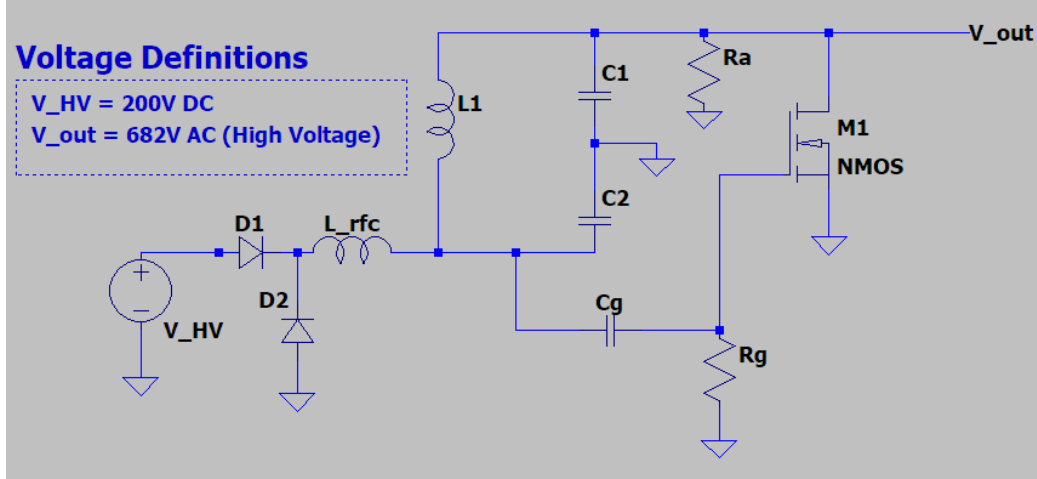 Voltage Definitions
V_HV = 200V DC
V_out = 682V AC (High Voltage)
V_out
C1
Ra
L1
M1
NMOS
C2
D1
L_rfc
D2
Cg
V_HV
Rg